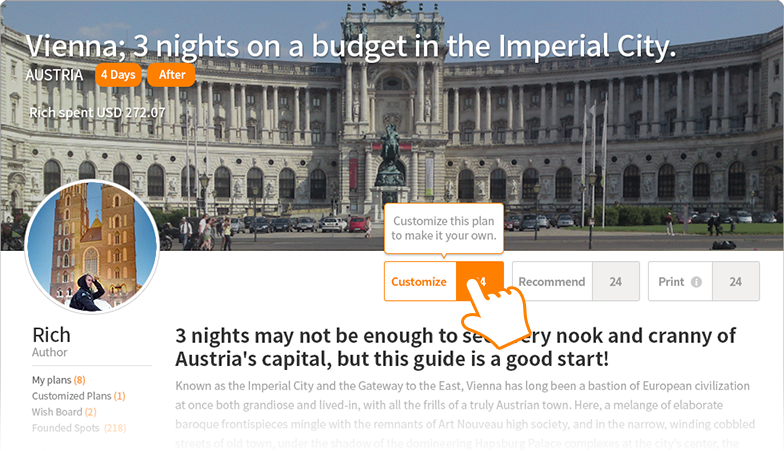 Vienna; 3 nights on a budget in the Imperial City.
AUSTRIA 4 Days After
Rich spent USD 272.07
Customize this plan
to make it your own.
Customize Recommend 24 Print i 24
Rich
Author
My plans (8)
Customized Plans (1)
Wish Board (2)
Founded Spots (218)
3 nights may not be enough to nook and cranny of
Austria's capital, but this guide is a good start!
Known as the Imperial City and the Gateway to the East, Vienna has long been a bastion of European civilization
at once both grandiose and lived-in, with all the frills of a truly Austrian town. Here, a melange of elaborate
baroque frontispieces mingle with the remnants of Art Nouveau high society, and in the narrow, winding cobbled
streets of old town, under the shadow of the domineering Hapsburg Palace complexes at the city's center, the